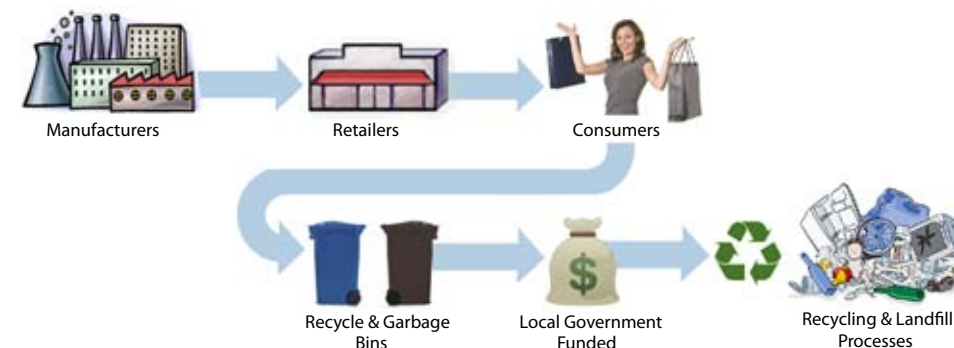 Manufacturers
Retailers
Consumers
$
Recycle & Garbage
Bins
Local Government
Funded
Recycling & Landfill
Processes